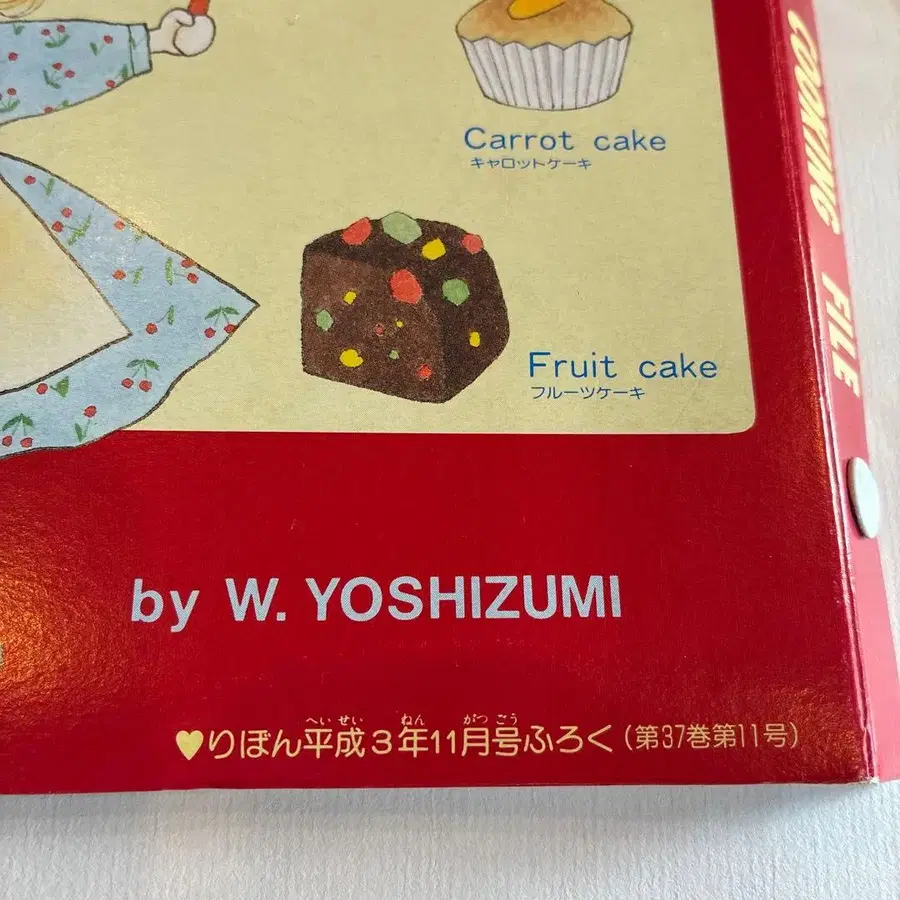 Carrot cake
キャロットケーキ
Fruit cake
フルーツケーキ
COOKING FILE
by W. YOSHIZUMI
へいせい ねん がつごう
♥りぼん平成3年11月号ふろく(第37巻第11号)